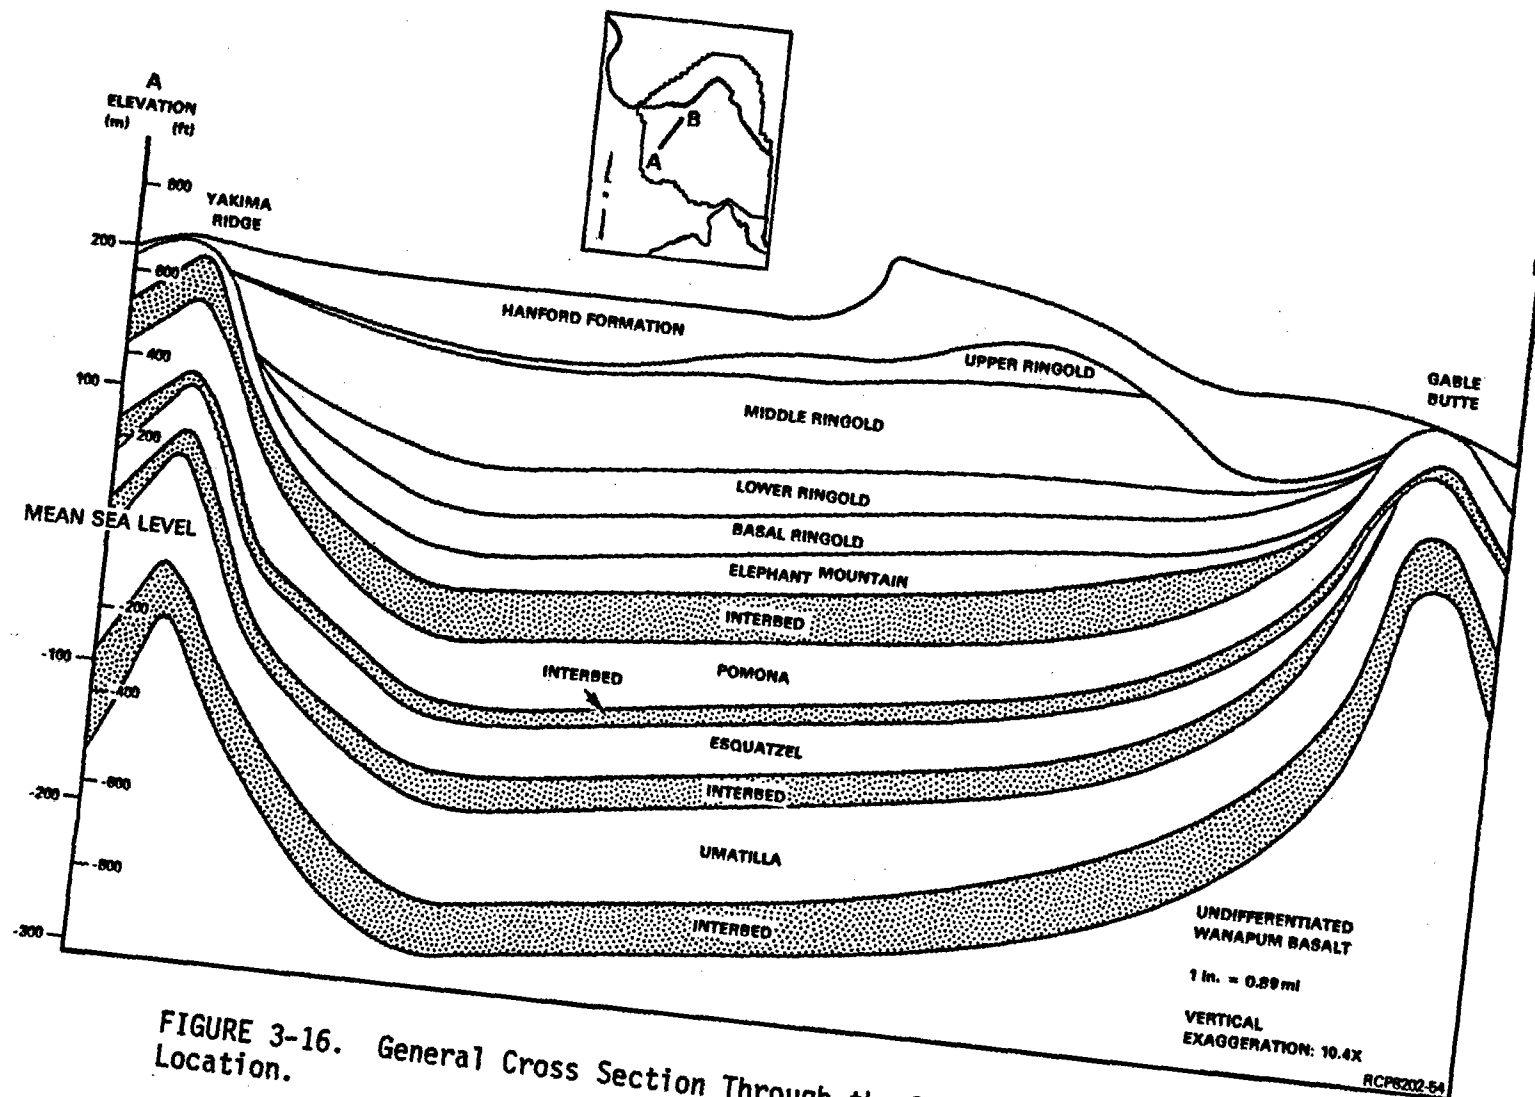 A
ELEVATION
(m) (ft)
800
200
600
400
100
200
MEAN SEA LEVEL
-200
-100
-400
-600
-200
-800
-300
YAKIMA
RIDGE
B
A
HANFORD FORMATION
UPPER RINGOLD
GABLE
BUTTE
MIDDLE RINGOLD
LOWER RINGOLD
BASAL RINGOLD
ELEPHANT MOUNTAIN
INTERBED
POMONA
INTERBED
ESQUATZEL
INTERBED
UMATILLA
INTERBED
UNDIFFERENTIATED
WANAPUM BASALT
1 in. = 0.89 mi
VERTICAL
EXAGGERATION: 10.4X
RCP8202-54
FIGURE 3-16. General Cross Section Through
Location.